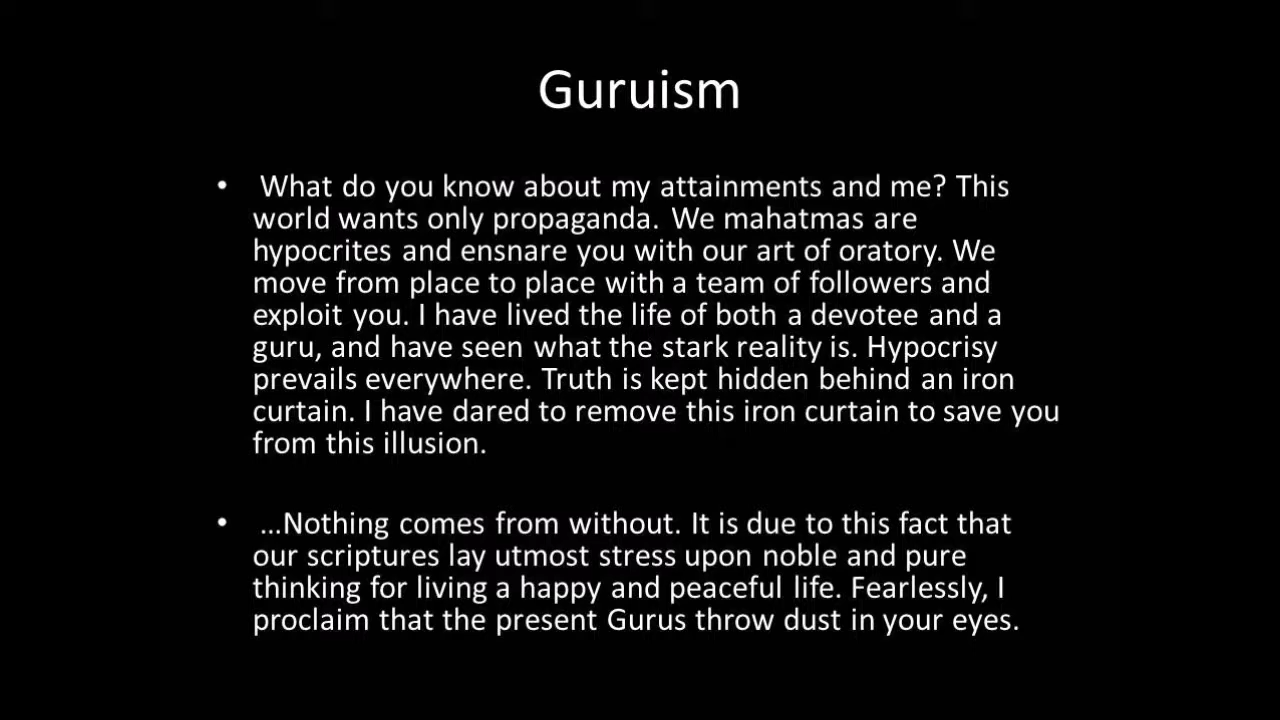 Guruism
• What do you know about my attainments and me? This
world wants only propaganda. We mahatmas are
hypocrites and ensnare you with our art of oratory. We
move from place to place with a team of followers and
exploit you. I have lived the life of both a devotee and a
guru, and have seen what the stark reality is. Hypocrisy
prevails everywhere. Truth is kept hidden behind an iron
curtain. I have dared to remove this iron curtain to save you
from this illusion.
• ...Nothing comes from without. It is due to this fact that
our scriptures lay utmost stress upon noble and pure
thinking for living a happy and peaceful life. Fearlessly, I
proclaim that the present Gurus throw dust in your eyes.